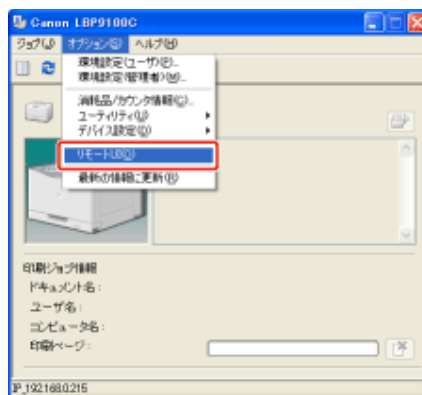 Canon LBP9100C
ジョブ(J) オプション(S) ヘルプ(H)
環境設定(ユーザ)(E)...
環境設定(管理者)(M)...
消耗品/カウンタ情報(C)...
ユーティリティ(U)
デバイス設定(D)
リモートUI(O)
最新の情報に更新(R)
印刷ジョブ情報
ドキュメント名:
ユーザ名:
コンピュータ名:
印刷ページ:
IP_192.168.0.215